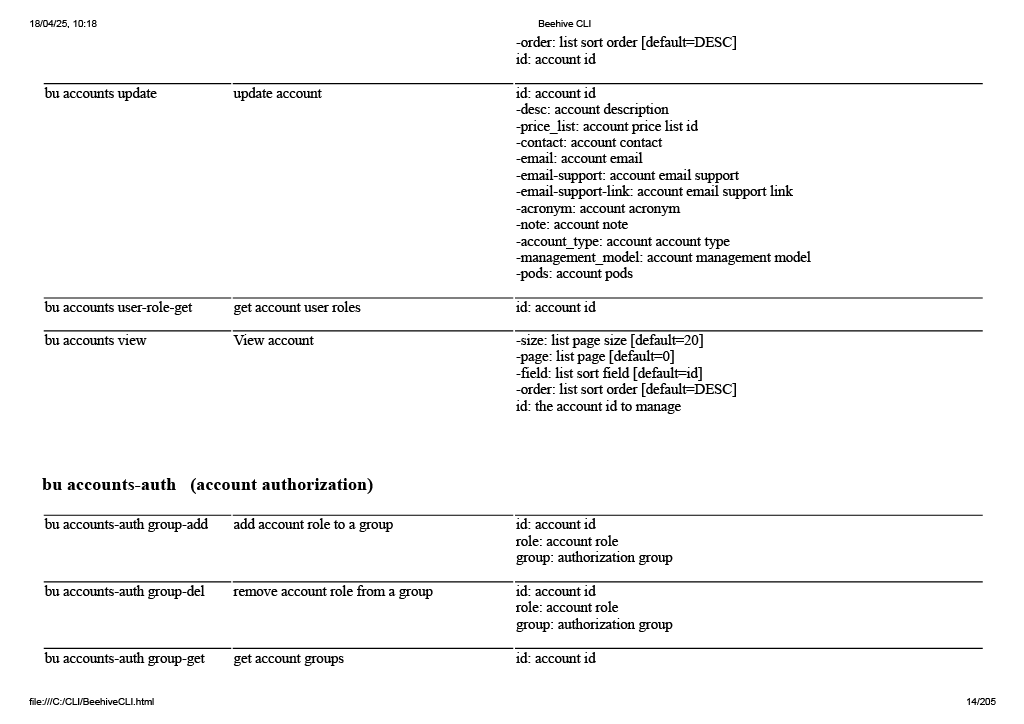 18/04/25, 10:18 Beehive CLI
-order: list sort order [default=DESC]
id: account id
bu accounts update update account id: account id
-desc: account description
-price_list: account price list id
-contact: account contact
-email: account email
-email-support: account email support
-email-support-link: account email support link
-acronym: account acronym
-note: account note
-account_type: account account type
-management_model: account management model
-pods: account pods
bu accounts user-role-get get account user roles id: account id
bu accounts view View account -size: list page size [default=20]
-page: list page [default=0]
-field: list sort field [default=id]
-order: list sort order [default=DESC]
id: the account id to manage
bu accounts-auth (account authorization)
bu accounts-auth group-add add account role to a group id: account id
role: account role
group: authorization group
bu accounts-auth group-del remove account role from a group id: account id
role: account role
group: authorization group
bu accounts-auth group-get get account groups id: account id
file:///C:/CLI/BeehiveCLI.html 14/205